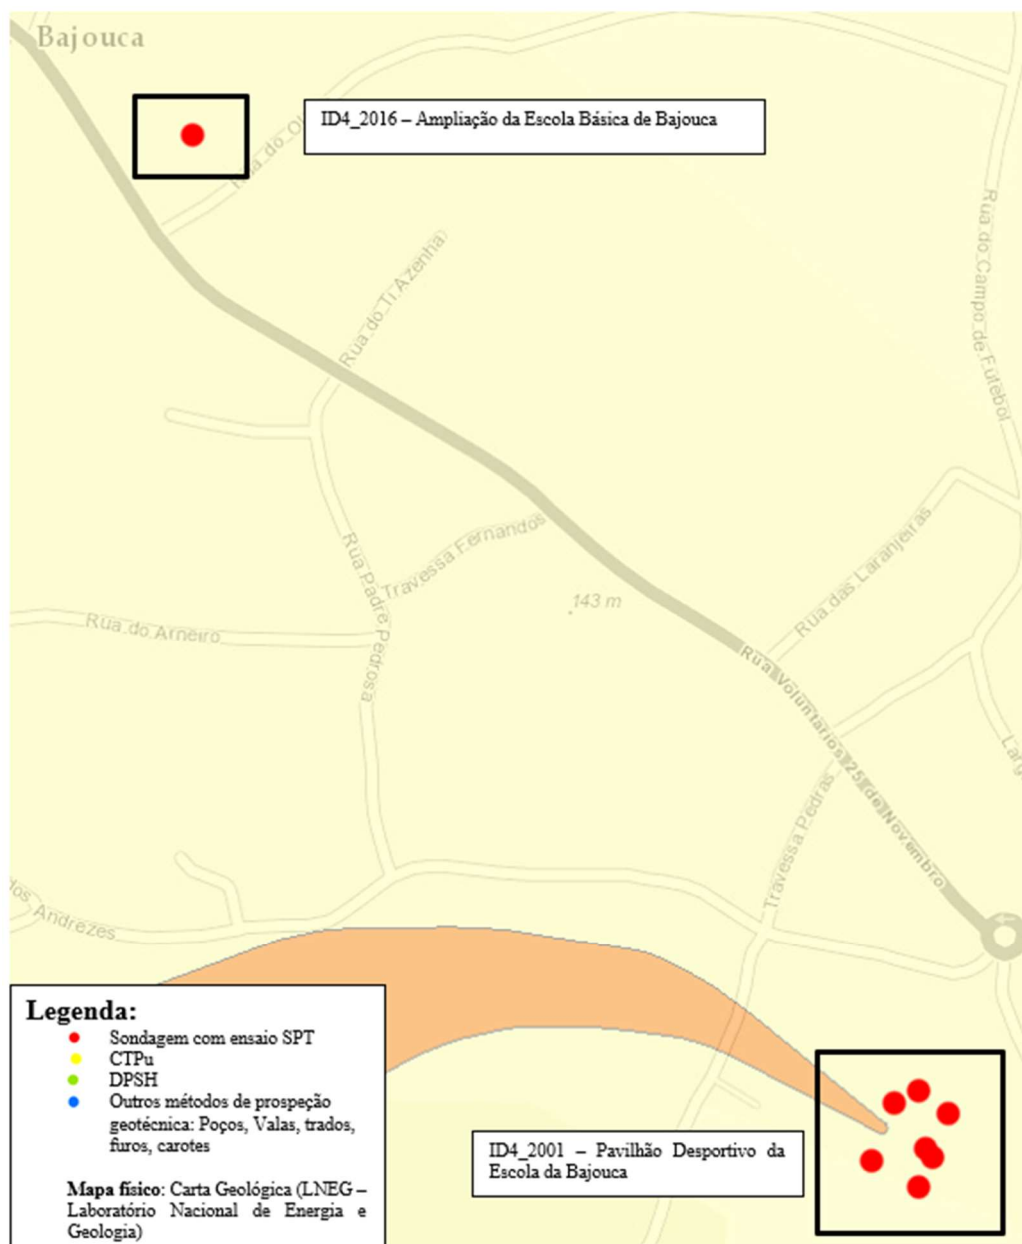 Bajouca
ID4_2016 – Ampliação da Escola Básica de Bajouca
Rua do
Rua do Ti Azenha
Rua do Campo de Futebol
Travessa Fernandos
Rua Padre Pedrosa
Rua do Arneiro
143 m
Rua das Laranjeiras
Rua Voluntários 25 de Novembro
Travessa Pedras
Andrezes
Legenda:
Sondagem com ensaio SPT
CTPu
DPSH
Outros métodos de prospeção
geotécnica: Poços, Valas, trados,
furos, carotes
Mapa físico: Carta Geológica (LNEG –
Laboratório Nacional de Energia e
Geologia)
ID4_2001 – Pavilhão Desportivo da
Escola da Bajouca